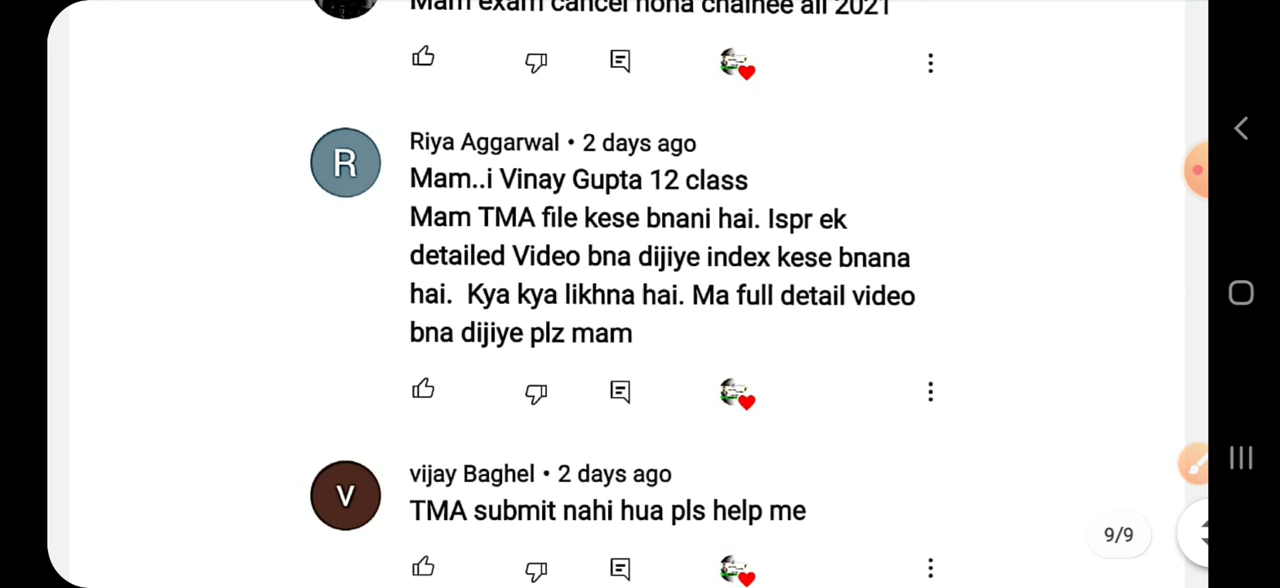 Mam exam cancel hona chainee all 2021
R
Riya Aggarwal • 2 days ago
Mam..i Vinay Gupta 12 class
Mam TMA file kese bnani hai. Ispr ek
detailed Video bna dijiye index kese bnana
hai.  Kya kya likhna hai. Ma full detail video
bna dijiye plz mam
V
vijay Baghel • 2 days ago
TMA submit nahi hua pls help me
9/9